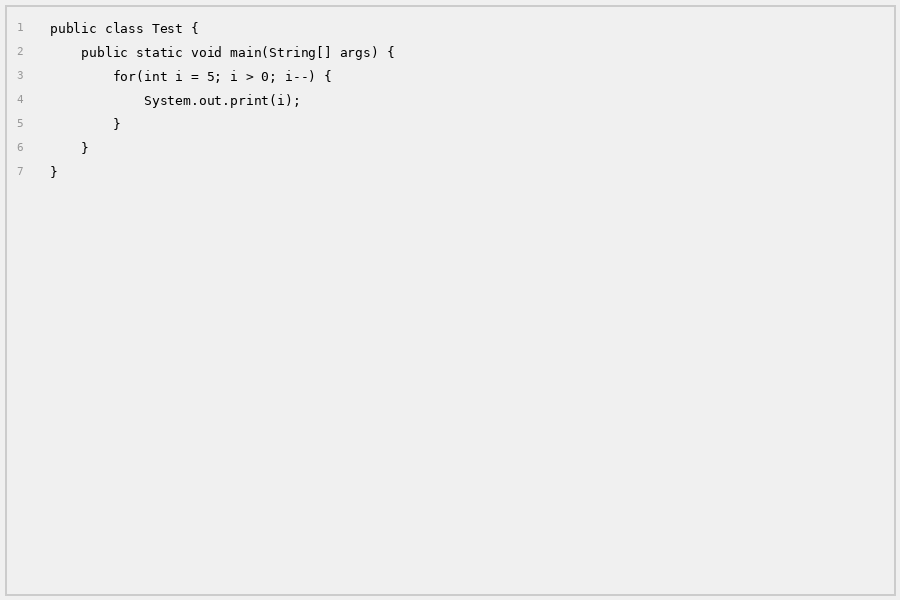 1 public class Test {
2     public static void main(String[] args) {
3         for(int i = 5; i > 0; i--) {
4             System.out.print(i);
5         }
6     }
7 }